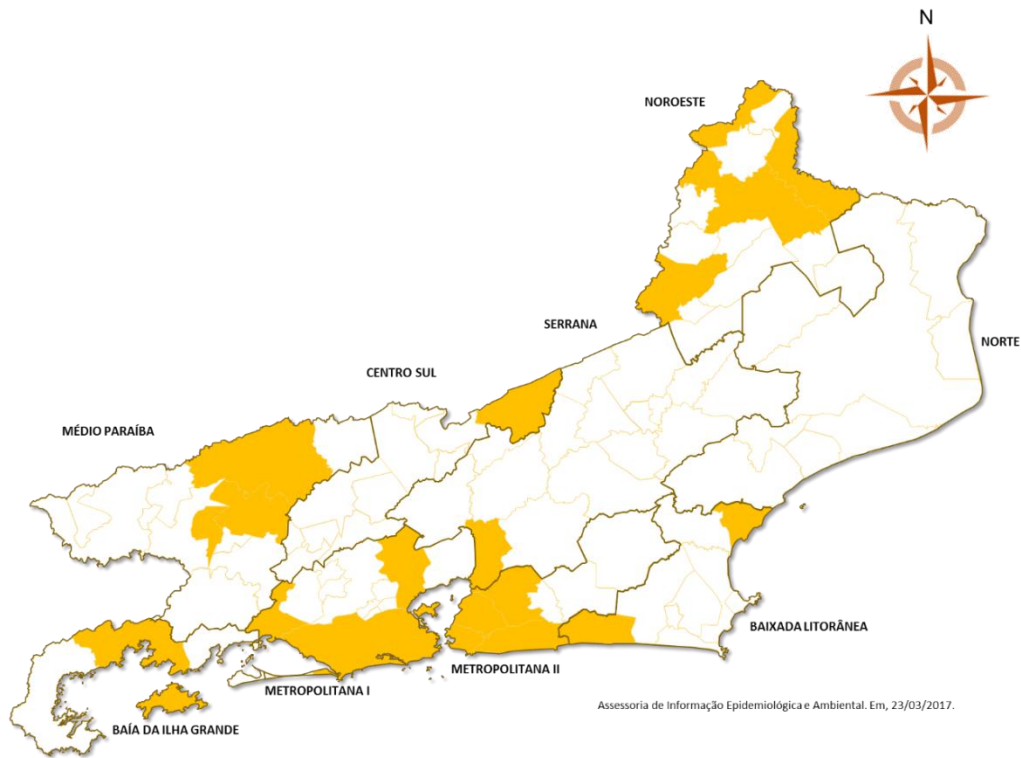 N
NOROESTE
SERRANA
NORTE
CENTRO SUL
MÉDIO PARAÍBA
BAIXADA LITORÂNEA
METROPOLITANA II
METROPOLITANA I
Assessoria de Informação Epidemiológica e Ambiental. Em, 23/03/2017.
BAÍA DA ILHA GRANDE